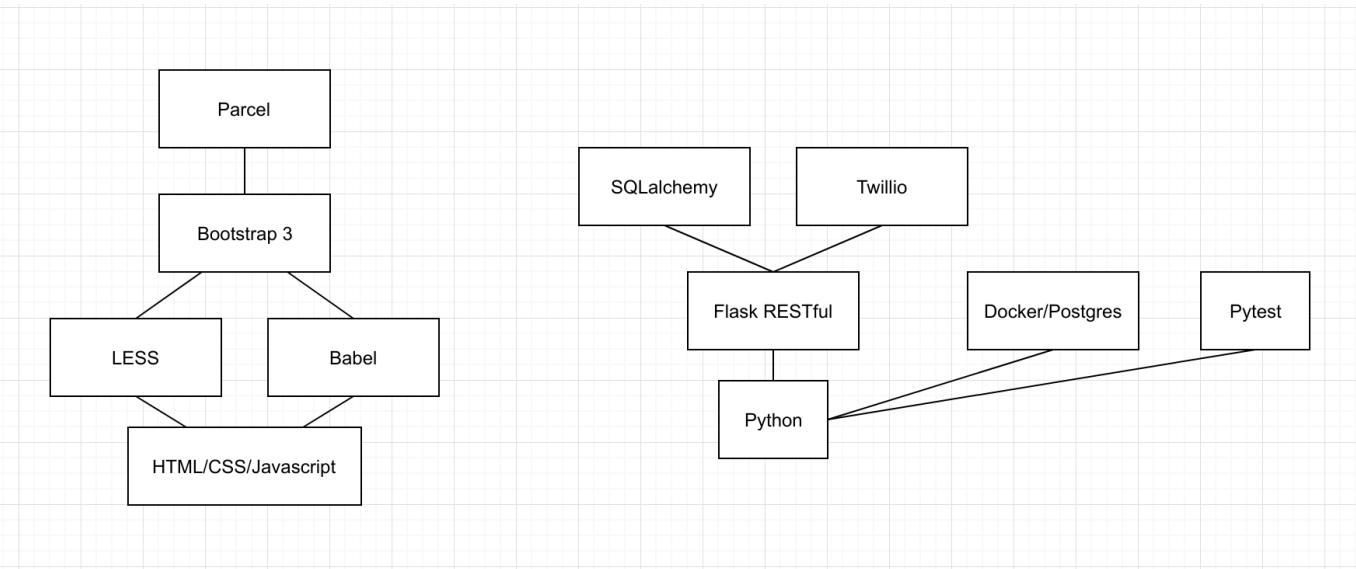 Parcel
Bootstrap 3
LESS
Babel
HTML/CSS/Javascript
SQLalchemy
Twillio
Flask RESTful
Docker/Postgres
Pytest
Python